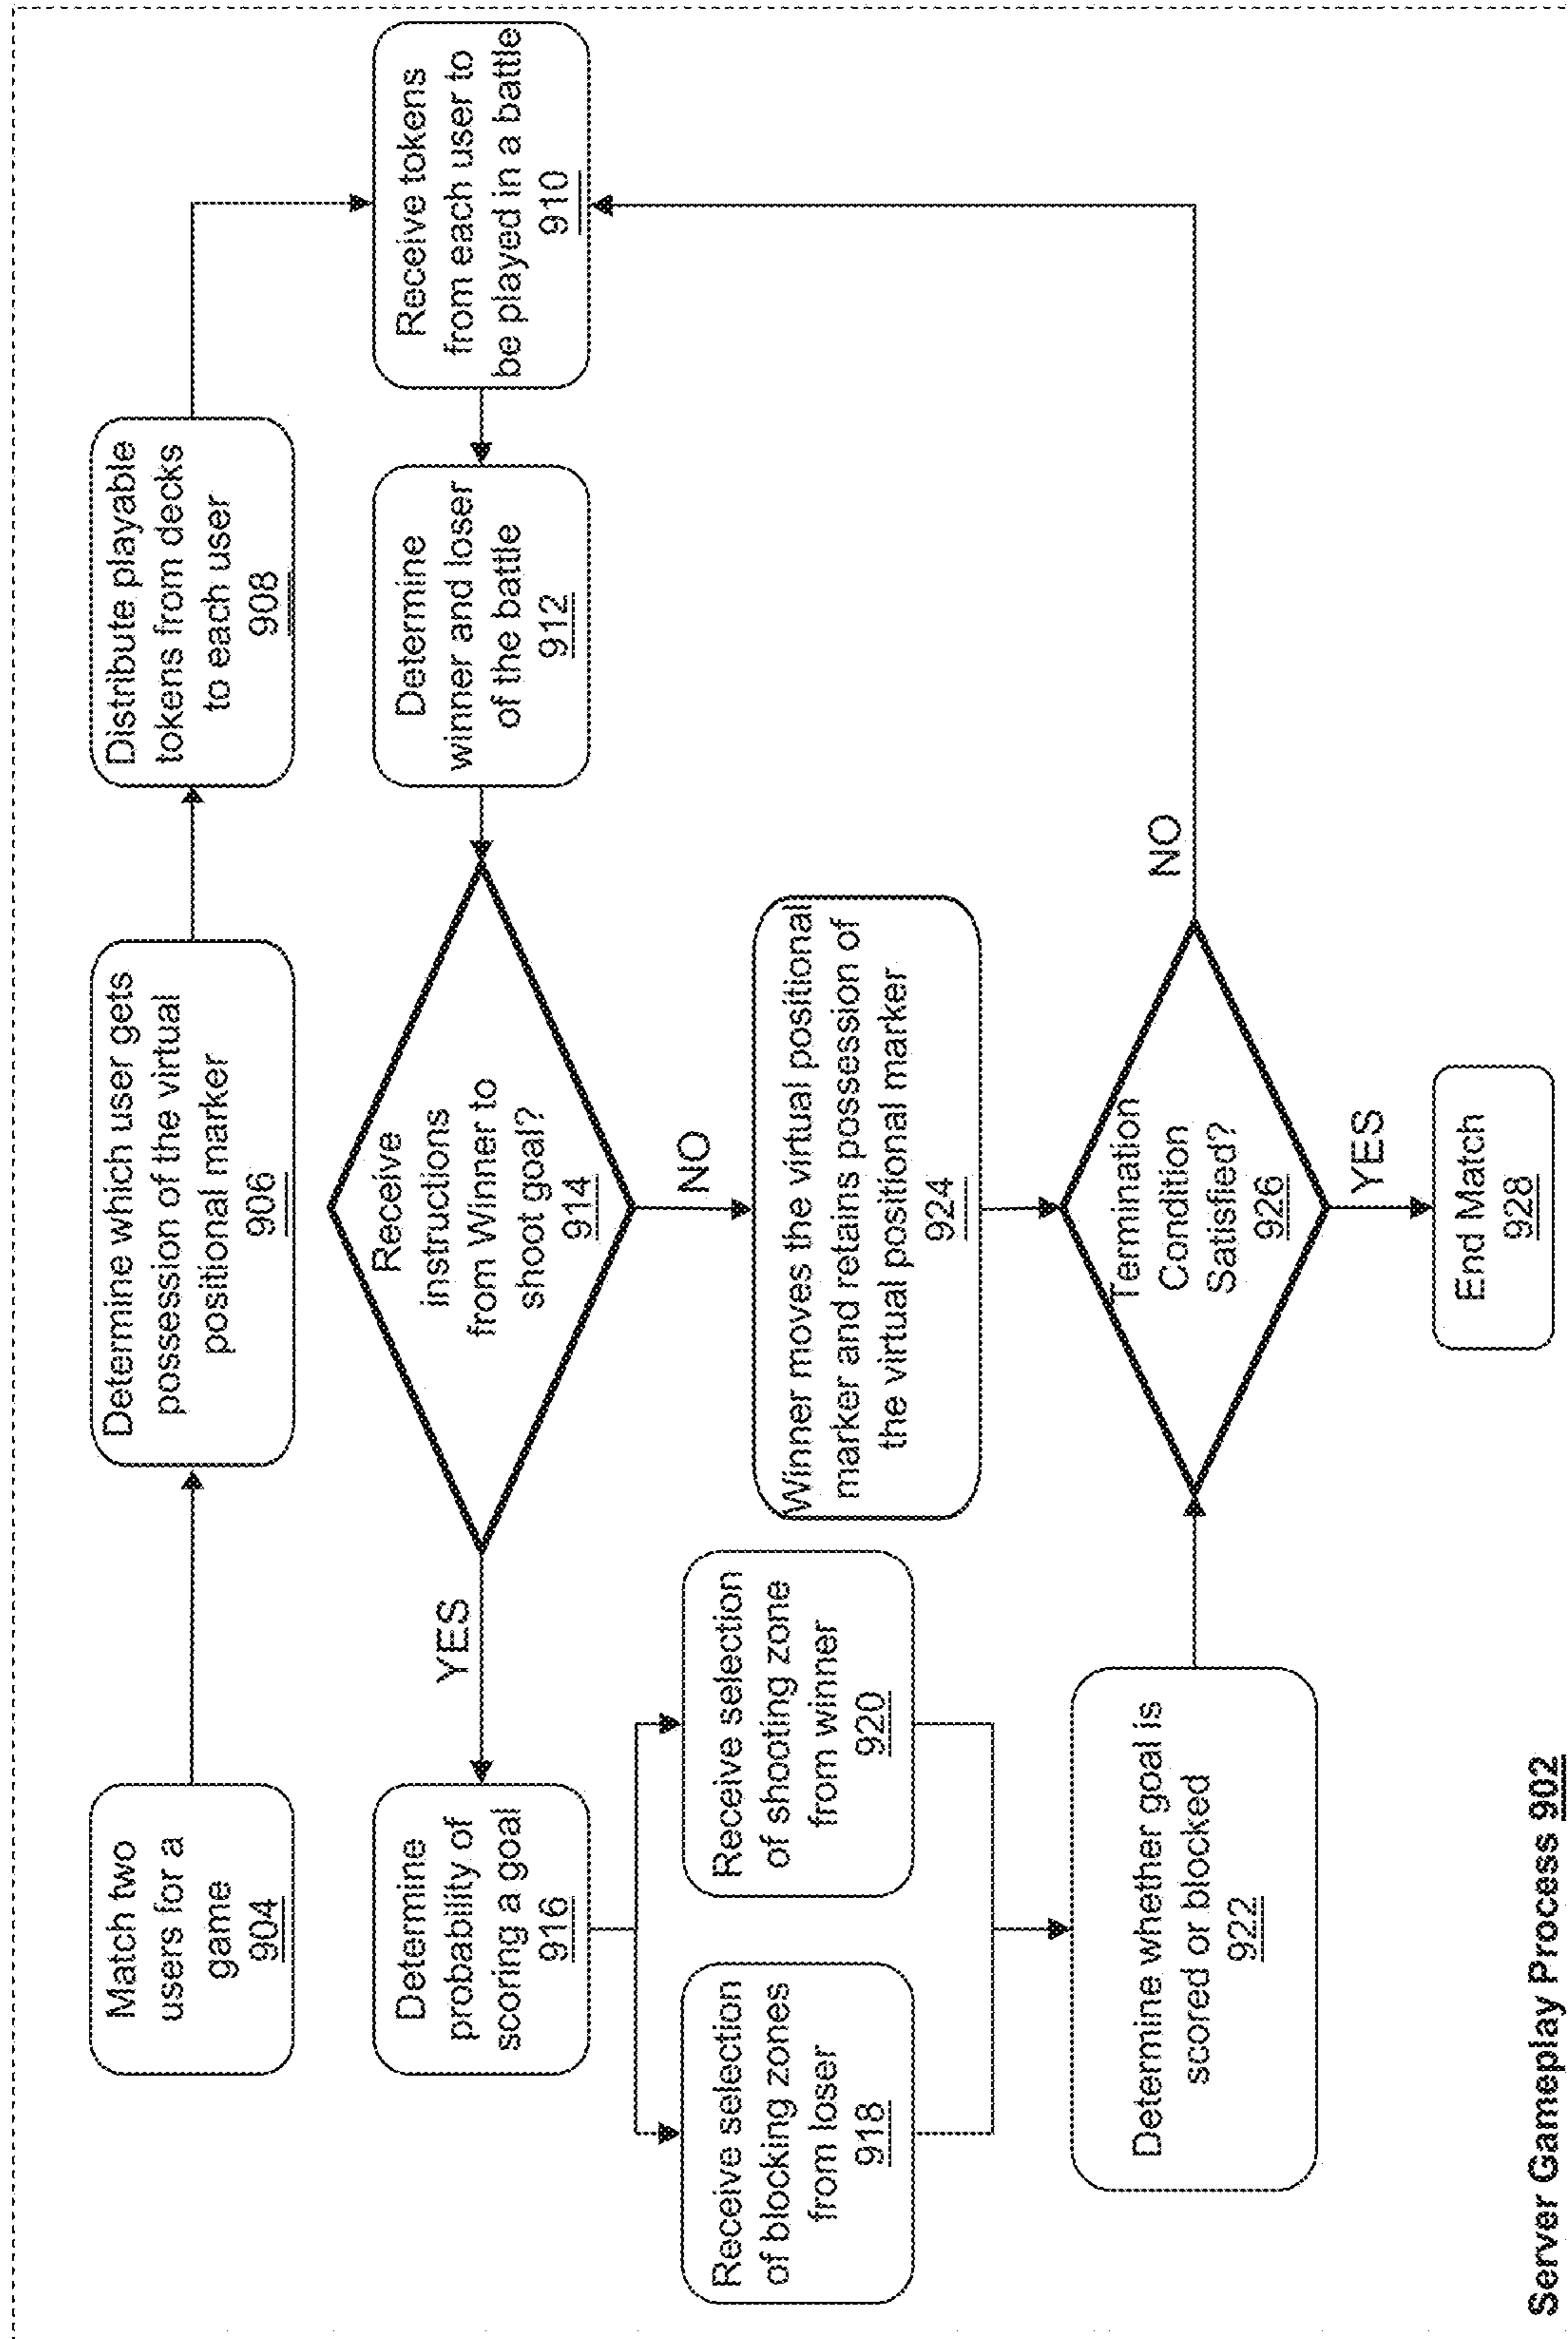 Match two
users for a
game
904
Determine which user gets
possession of the virtual
positional marker
906
Distribute playable
tokens from decks
to each user
908
Receive tokens
from each user to
be played in a battle
910
Determine
winner and loser
of the battle
912
Receive
instructions
from Winner to
shoot goal?
914
YES
NO
Determine
probability of
scoring a goal
916
Receive selection
of blocking zones
from loser
918
Receive selection
of shooting zone
from winner
920
Determine whether goal is
scored or blocked
922
Winner moves the virtual positional
marker and retains possession of
the virtual positional marker
924
Termination
Condition
Satisfied?
926
NO
YES
End Match
928
Server Gameplay Process 902